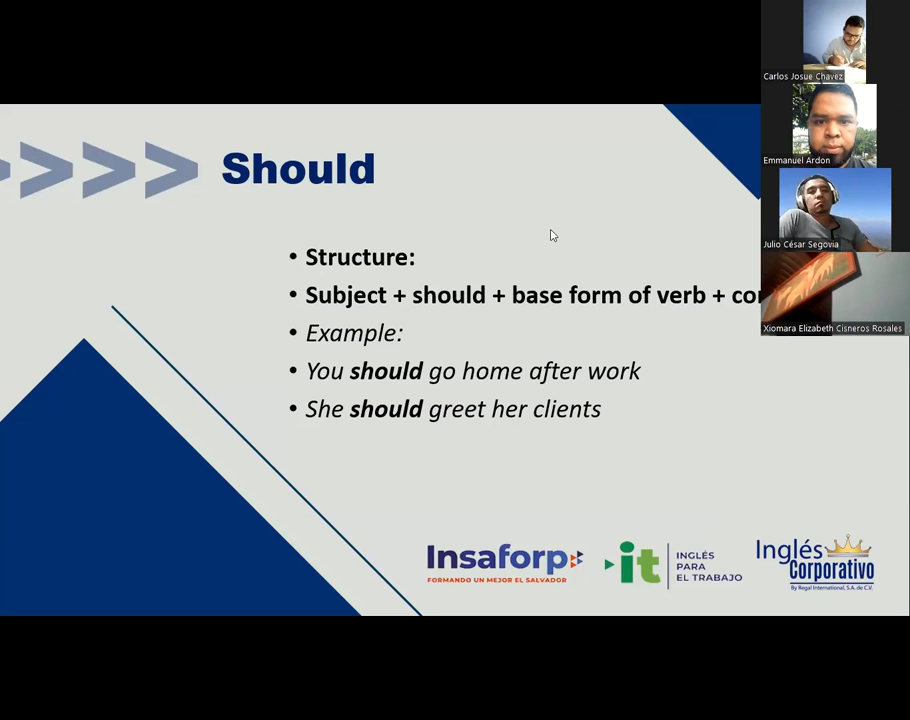 Should
• Structure:
• Subject + should + base form of verb +
• Example:
• You should go home after work
• She should greet her clients
Carlos Josue Chavez
Emmanuel Ardon
Julio César Segovia
Xiomara Elizabeth Cisneros Rosales
Insaforp
FORMANDO UN MEJOR EL SALVADOR
it
INGLÉS
PARA
EL TRABAJO
Inglés
Corporativo
By Regal International, S.A. de C.V.